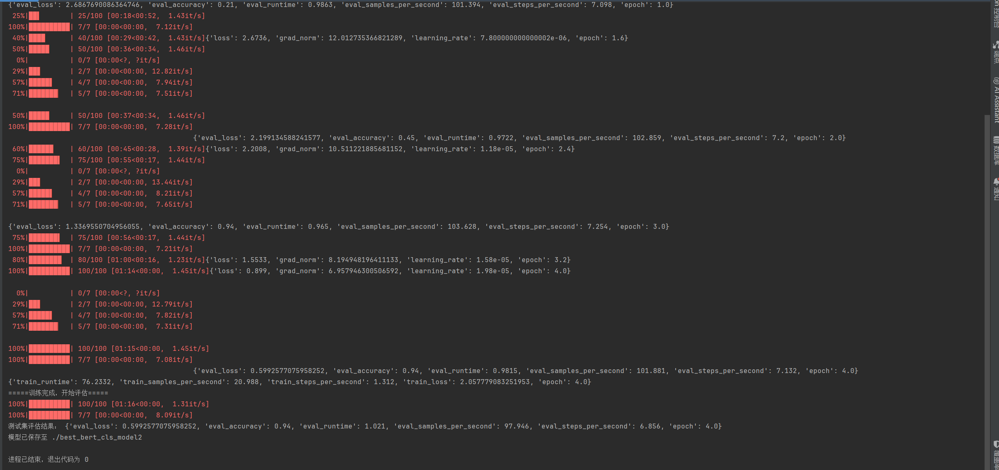 {'eval_loss': 2.6867690086364746, 'eval_accuracy': 0.21, 'eval_runtime': 0.9863, 'eval_samples_per_second': 101.394, 'eval_steps_per_second': 7.098, 'epoch': 1.0}
25%| | 25/100 [00:18<00:52, 1.43it/s]
100%| | 7/7 [00:00<00:00, 7.12it/s]
40%| | 40/100 [00:29<00:42, 1.43it/s]{'loss': 2.6736, 'grad_norm': 12.012735366821289, 'learning_rate': 7.800000000000002e-06, 'epoch': 1.6}
50%| | 50/100 [00:36<00:34, 1.46it/s]
0%| | 0/7 [00:00<?, ?it/s]
29%| | 2/7 [00:00<00:00, 12.82it/s]
57%| | 4/7 [00:00<00:00, 7.94it/s]
71%| | 5/7 [00:00<00:00, 7.51it/s]
50%| | 50/100 [00:37<00:34, 1.46it/s]
100%| | 7/7 [00:00<00:00, 7.28it/s]
{'eval_loss': 2.199134588241577, 'eval_accuracy': 0.45, 'eval_runtime': 0.9722, 'eval_samples_per_second': 102.859, 'eval_steps_per_second': 7.2, 'epoch': 2.0}
60%| | 60/100 [00:45<00:28, 1.39it/s]{'loss': 2.2008, 'grad_norm': 10.511221885681152, 'learning_rate': 1.18e-05, 'epoch': 2.4}
75%| | 75/100 [00:55<00:17, 1.44it/s]
0%| | 0/7 [00:00<?, ?it/s]
29%| | 2/7 [00:00<00:00, 13.44it/s]
57%| | 4/7 [00:00<00:00, 8.21it/s]
71%| | 5/7 [00:00<00:00, 7.65it/s]
{'eval_loss': 1.3369550704956055, 'eval_accuracy': 0.94, 'eval_runtime': 0.965, 'eval_samples_per_second': 103.628, 'eval_steps_per_second': 7.254, 'epoch': 3.0}
75%| | 75/100 [00:56<00:17, 1.44it/s]
100%| | 7/7 [00:00<00:00, 7.21it/s]
80%| | 80/100 [01:00<00:16, 1.23it/s]{'loss': 1.5533, 'grad_norm': 8.194948196411133, 'learning_rate': 1.58e-05, 'epoch': 3.2}
100%| | 100/100 [01:14<00:00, 1.45it/s]{'loss': 0.899, 'grad_norm': 6.957946300506592, 'learning_rate': 1.98e-05, 'epoch': 4.0}
0%| | 0/7 [00:00<?, ?it/s]
29%| | 2/7 [00:00<00:00, 12.79it/s]
57%| | 4/7 [00:00<00:00, 7.82it/s]
71%| | 5/7 [00:00<00:00, 7.31it/s]
100%| | 100/100 [01:15<00:00, 1.45it/s]
100%| | 7/7 [00:00<00:00, 7.08it/s]
{'eval_loss': 0.5992577075958252, 'eval_accuracy': 0.94, 'eval_runtime': 0.9815, 'eval_samples_per_second': 101.881, 'eval_steps_per_second': 7.132, 'epoch': 4.0}
{'train_runtime': 76.2332, 'train_samples_per_second': 20.988, 'train_steps_per_second': 1.312, 'train_loss': 2.057779083251953, 'epoch': 4.0}
=====训练完成，开始评估=====
100%| | 100/100 [01:16<00:00, 1.31it/s]
100%| | 7/7 [00:00<00:00, 8.09it/s]
测试集评估结果： {'eval_loss': 0.5992577075958252, 'eval_accuracy': 0.94, 'eval_runtime': 1.021, 'eval_samples_per_second': 97.946, 'eval_steps_per_second': 6.856, 'epoch': 4.0}
模型已保存至 ./best_bert_cls_model2
进程已结束，退出代码为 0
on 控制台
端点
AI Assistant
数据库
通知
覆盖率